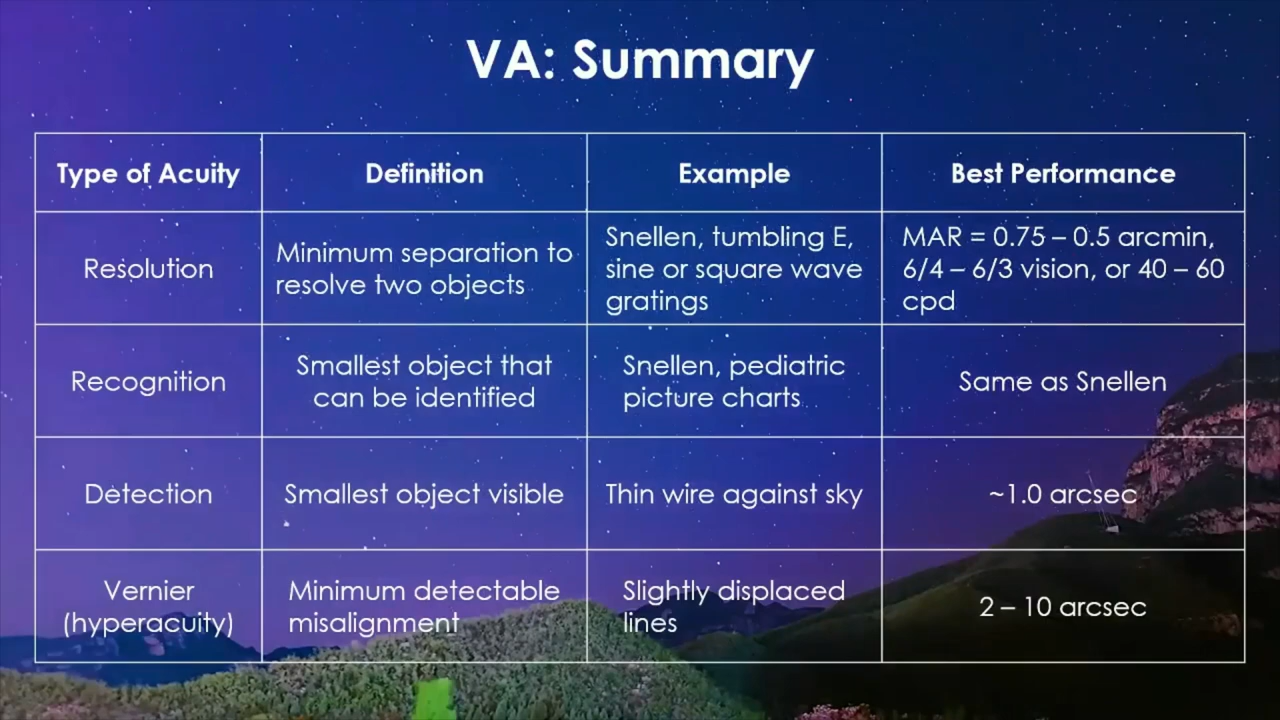 VA: Summary
Type of Acuity
Definition
Example
Best Performance
Resolution
Minimum separation to
resolve two objects
Snellen, tumbling E,
sine or square wave
gratings
MAR = 0.75 – 0.5 arcmin,
6/4 – 6/3 vision, or 40 – 60
cpd
Recognition
Smallest object that
can be identified
Snellen, pediatric
picture charts
Same as Snellen
Detection
Smallest object visible
Thin wire against sky
~1.0 arcsec
Vernier
(hyperacuity)
Minimum detectable
misalignment
Slightly displaced
lines
2 – 10 arcsec